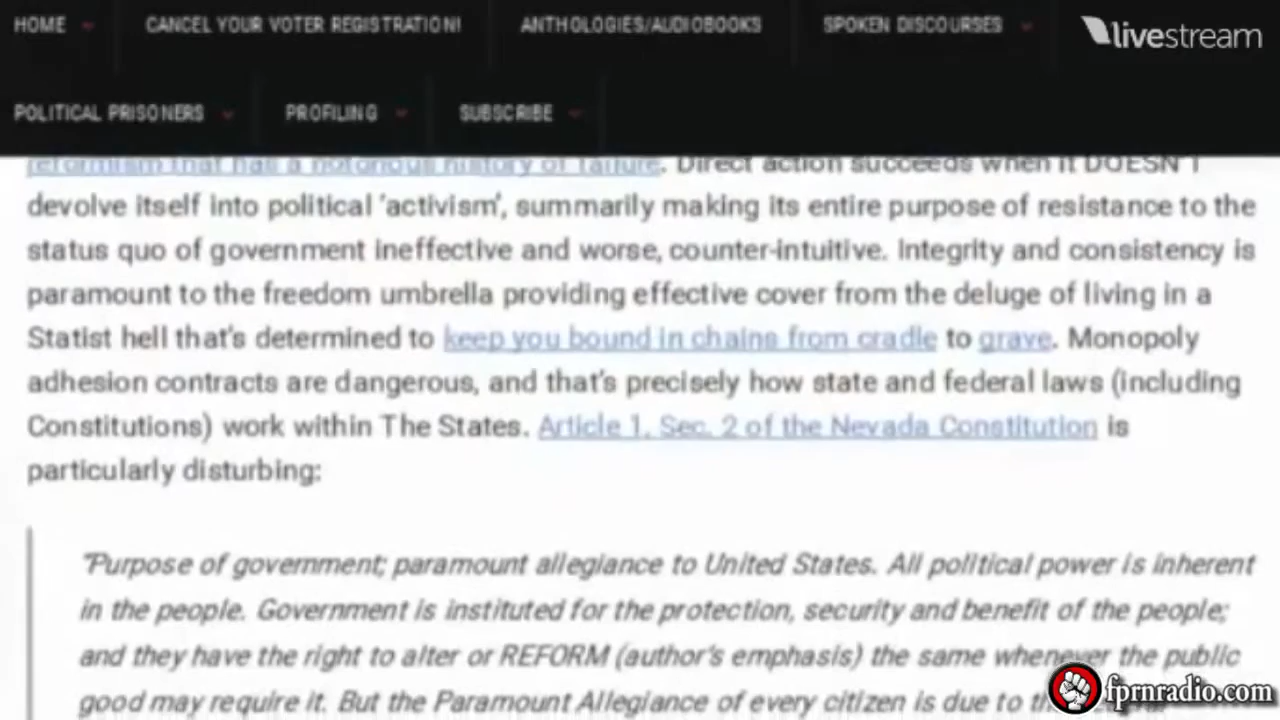 HOME CANCEL YOUR VOTER REGISTRATION! ANTHOLOGIES/AUDIOBOOKS SPOKEN DISCOURSES livestream
POLITICAL PRISONERS PROFILING SUBSCRIBE
reformism that has a notorious history of failure. Direct action succeeds when it DOESN'T
devolve itself into political 'activism', summarily making its entire purpose of resistance to the
status quo of government ineffective and worse, counter-intuitive. Integrity and consistency is
paramount to the freedom umbrella providing effective cover from the deluge of living in a
Statist hell that's determined to keep you bound in chains from cradle to grave. Monopoly
adhesion contracts are dangerous, and that's precisely how state and federal laws (including
Constitutions) work within The States. Article 1, Sec. 2 of the Nevada Constitution is
particularly disturbing:
"Purpose of government; paramount allegiance to United States. All political power is inherent
in the people. Government is instituted for the protection, security and benefit of the people;
and they have the right to alter or REFORM (author's emphasis) the same whenever the public
good may require it. But the Paramount Allegiance of every citizen is due to
fprnradio.com